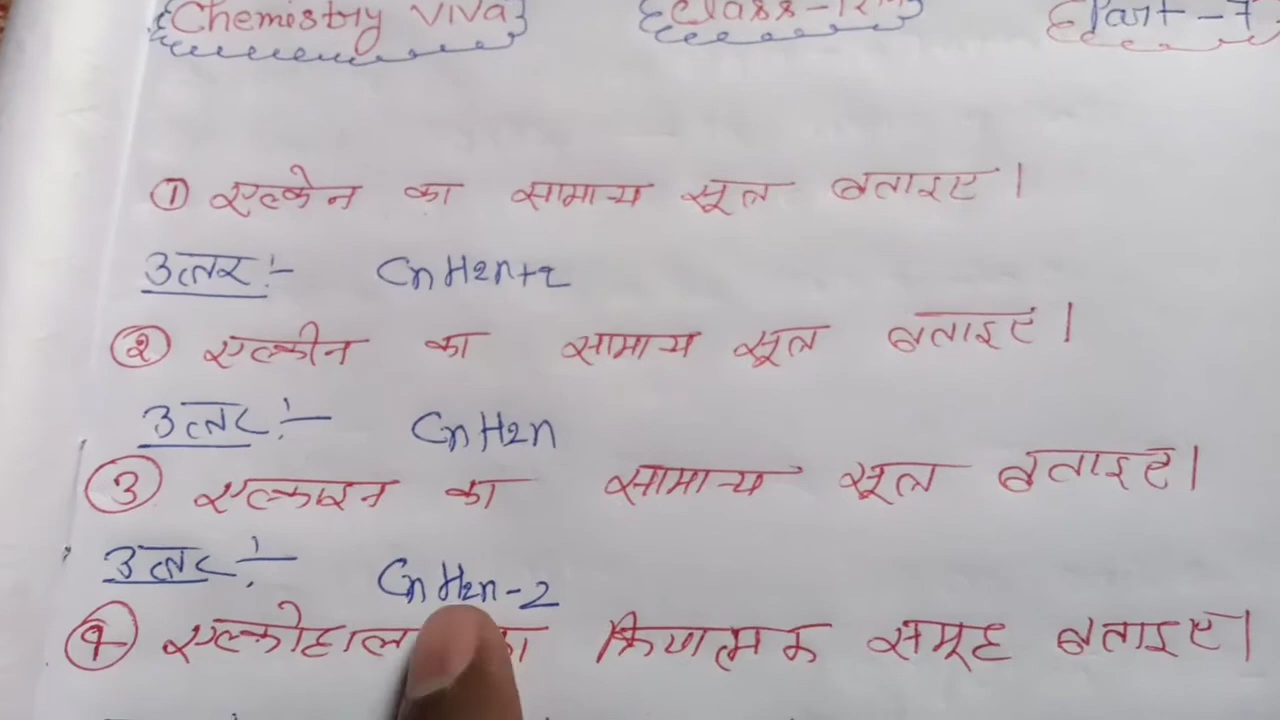 Chemistry Viva Class-12th Part-7
① एल्केन का सामान्य सूत्र बताइए।
उत्तर:- CnH2n+2
② एल्कीन का सामान्य सूत्र बताइए।
उत्तर:- CnH2n
③ एल्काइन का सामान्य सूत्र बताइए।
उत्तर:- CnH2n-2
④ एल्कोहाल का क्रियात्मक समूह बताइए।